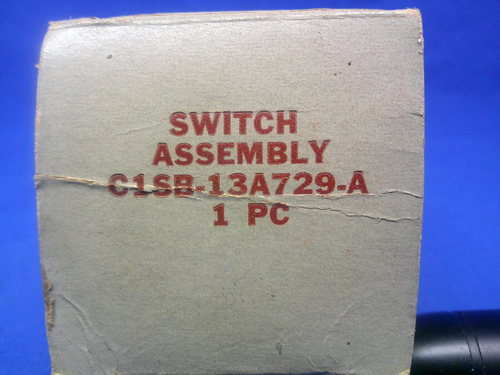 SWITCH
ASSEMBLY
C1SB-13A729-A
1 PC